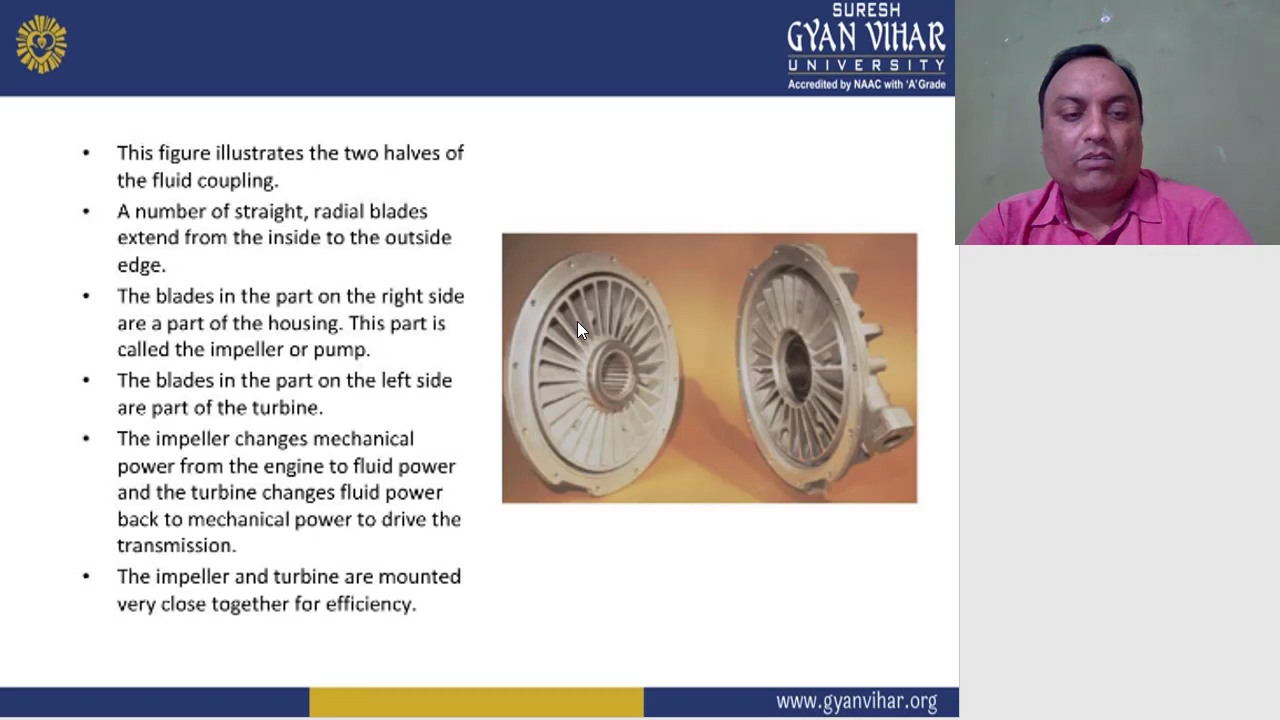 SURESH
GYAN VIHAR
UNIVERSITY
Accredited by NAAC with 'A' Grade
• This figure illustrates the two halves of
the fluid coupling.
• A number of straight, radial blades
extend from the inside to the outside
edge.
• The blades in the part on the right side
are a part of the housing. This part is
called the impeller or pump.
• The blades in the part on the left side
are part of the turbine.
• The impeller changes mechanical
power from the engine to fluid power
and the turbine changes fluid power
back to mechanical power to drive the
transmission.
• The impeller and turbine are mounted
very close together for efficiency.
www.gyanvihar.org